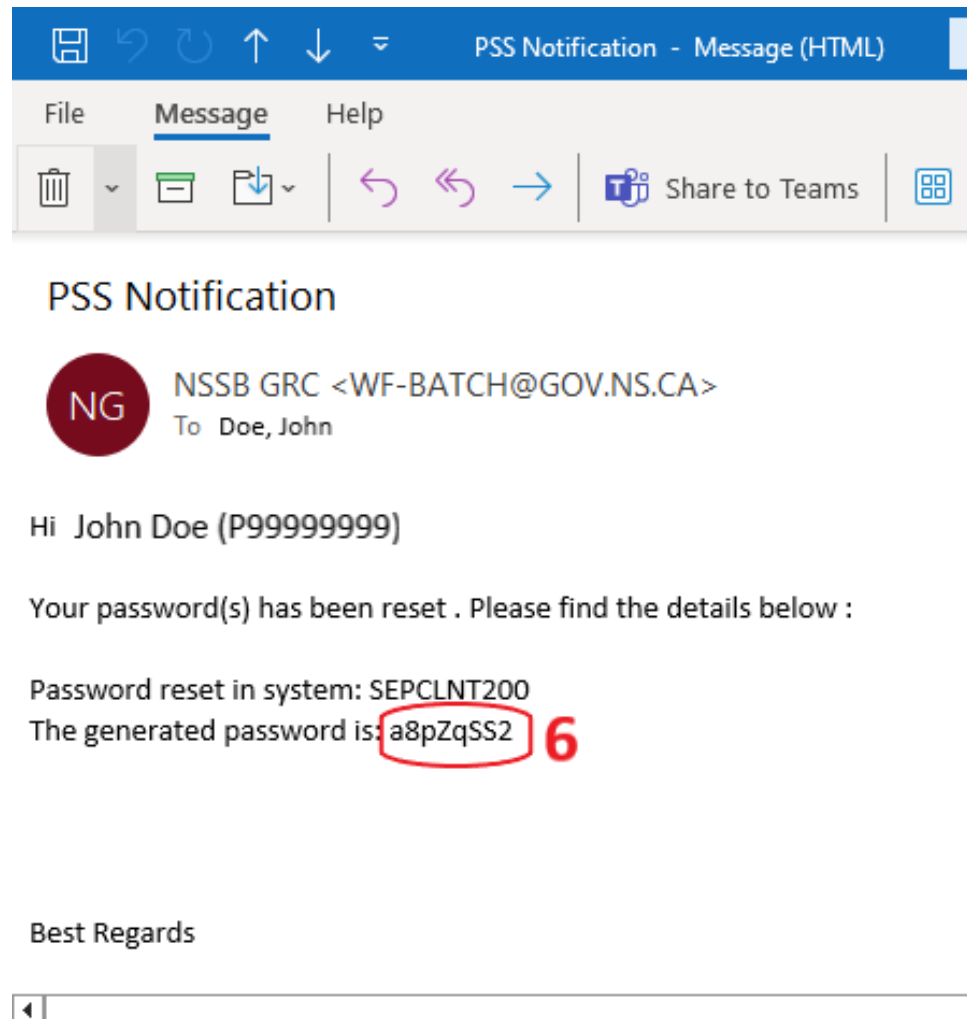 PSS Notification - Message (HTML)
File Message Help
Share to Teams
PSS Notification
NG
NSSB GRC <WF-BATCH@GOV.NS.CA>
To Doe, John
Hi John Doe (P99999999)
Your password(s) has been reset . Please find the details below :
Password reset in system: SEPCLNT200
The generated password is: a8pZqSS2 6
Best Regards